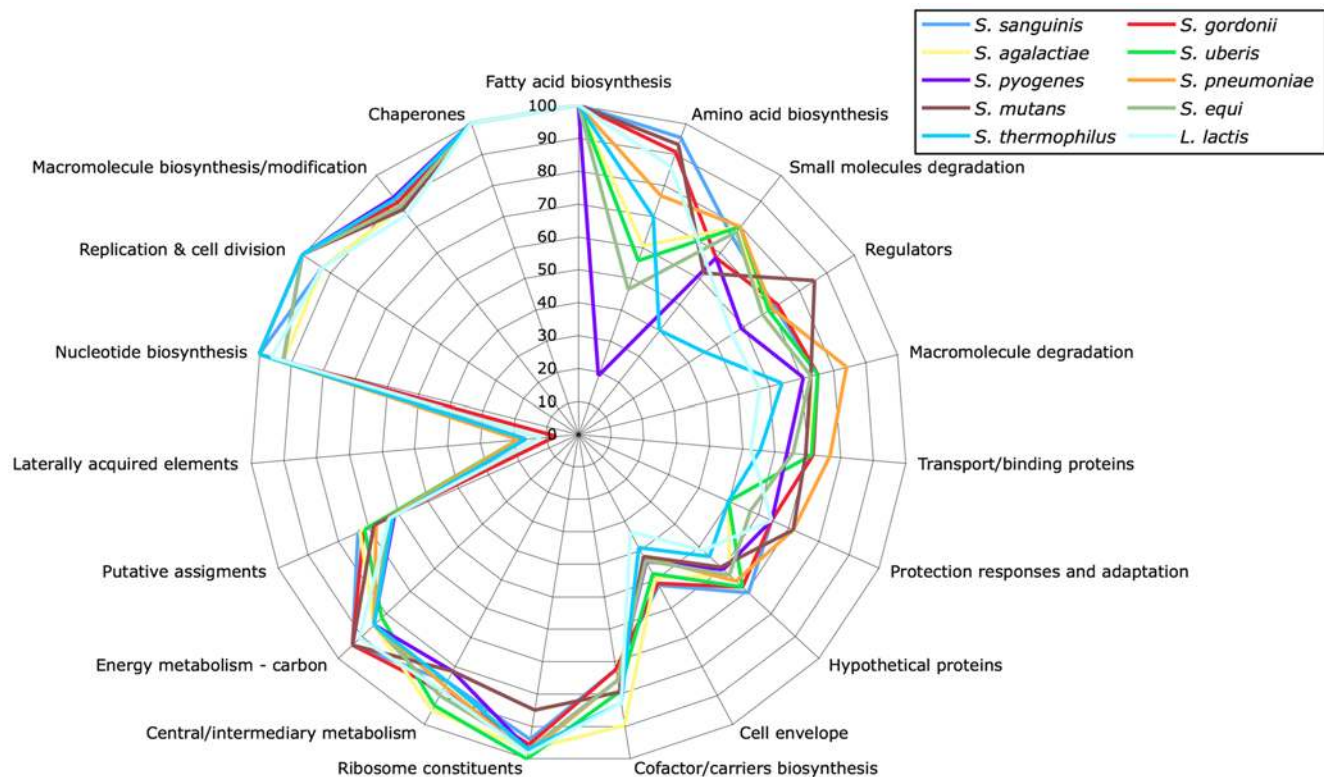 S. sanguinis
S. gordonii
S. agalactiae
S. uberis
S. pyogenes
S. pneumoniae
S. mutans
S. equi
S. thermophilus
L. lactis
Fatty acid biosynthesis
Amino acid biosynthesis
Small molecules degradation
Regulators
Macromolecule degradation
Transport/binding proteins
Protection responses and adaptation
Hypothetical proteins
Cell envelope
Cofactor/carriers biosynthesis
Ribosome constituents
Central/intermediary metabolism
Energy metabolism - carbon
Putative assigments
Laterally acquired elements
Nucleotide biosynthesis
Replication & cell division
Macromolecule biosynthesis/modification
Chaperones
100
90
80
70
60
50
40
30
20
10
0